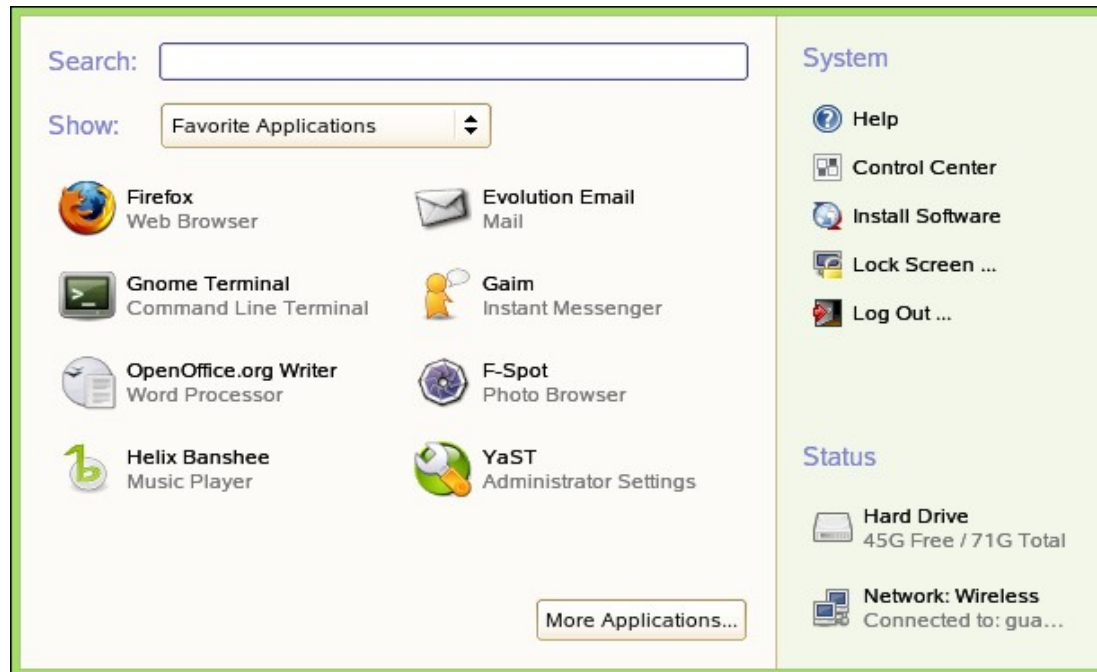 Search:
Show:
Favorite Applications
Firefox
Web Browser
Evolution Email
Mail
Gnome Terminal
Command Line Terminal
Gaim
Instant Messenger
OpenOffice.org Writer
Word Processor
F-Spot
Photo Browser
Helix Banshee
Music Player
YaST
Administrator Settings
More Applications...
System
Help
Control Center
Install Software
Lock Screen ...
Log Out ...
Status
Hard Drive
45G Free / 71G Total
Network: Wireless
Connected to: gua...